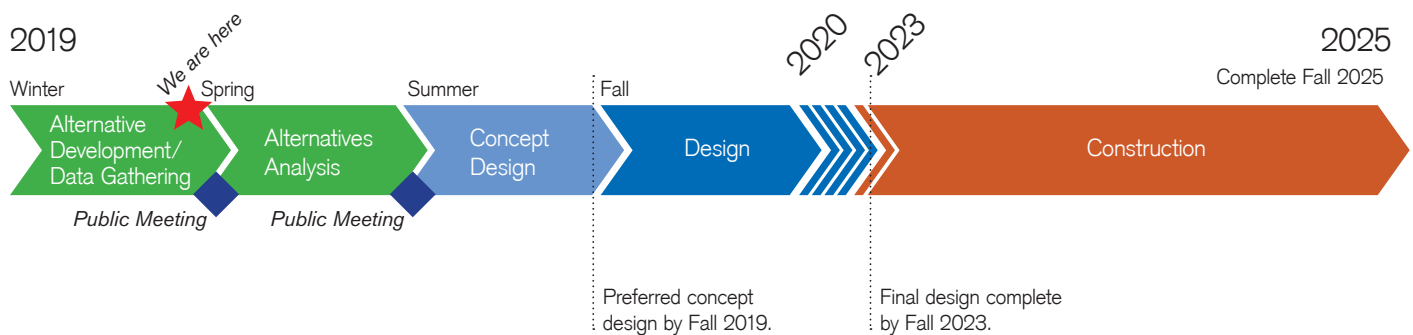 2019
We are here
2020
2023
2025
Complete Fall 2025
Winter
Spring
Summer
Fall
Alternative
Development/
Data Gathering
Alternatives
Analysis
Concept
Design
Design
Construction
Public Meeting
Public Meeting
Preferred concept
design by Fall 2019.
Final design complete
by Fall 2023.